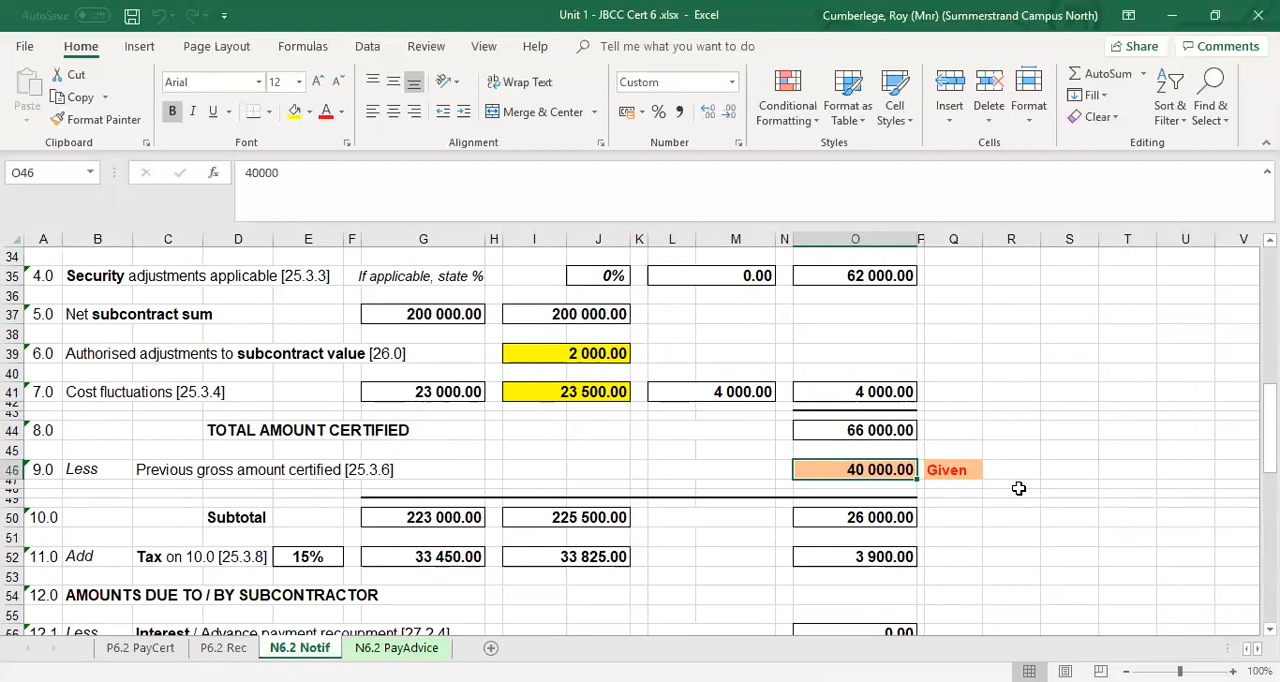 AutoSave Off Unit 1 - JBCC Cert 6 .xlsx - Excel Cumberlege, Roy (Mnr) (Summerstrand Campus North)
File Home Insert Page Layout Formulas Data Review View Help Tell me what you want to do Share Comments
Paste Cut Copy Format Painter Clipboard
Arial 12 A A B I U A Font
Wrap Text Merge & Center Alignment
Custom % Number
Conditional Formatting Format as Table Cell Styles Styles
Insert Delete Format Cells
AutoSum Fill Clear Sort & Filter Find & Select Editing
O46 fx 40000
A B C D E F G H I J K L M N O P Q R S T U V
34
35 4.0 Security adjustments applicable [25.3.3] If applicable, state % 0% 0.00 62 000.00
36
37 5.0 Net subcontract sum 200 000.00 200 000.00
38
39 6.0 Authorised adjustments to subcontract value [26.0] 2 000.00
40
41 7.0 Cost fluctuations [25.3.4] 23 000.00 23 500.00 4 000.00 4 000.00
42
43
44 8.0 TOTAL AMOUNT CERTIFIED 66 000.00
45
46 9.0 Less Previous gross amount certified [25.3.6] 40 000.00 Given
47
48
49
50 10.0 Subtotal 223 000.00 225 500.00 26 000.00
51
52 11.0 Add Tax on 10.0 [25.3.8] 15% 33 450.00 33 825.00 3 900.00
53
54 12.0 AMOUNTS DUE TO / BY SUBCONTRACTOR
55
12.1 Less Interest / Advance payment recoupment [27.2.4] 0.00
P6.2 PayCert P6.2 Rec N6.2 Notif N6.2 PayAdvice
100%